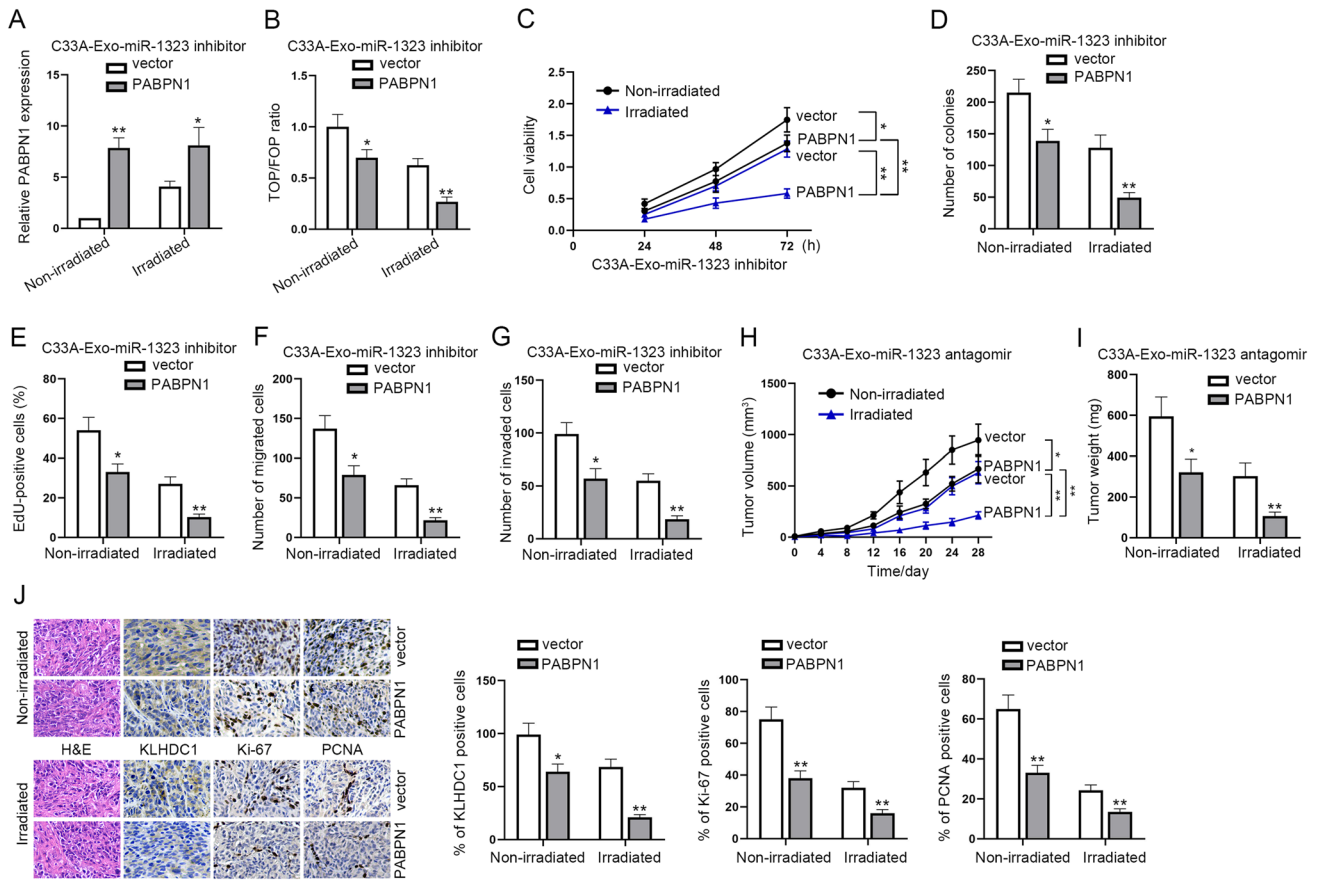 A
C33A-Exo-miR-1323 inhibitor
vector
PABPN1
Relative PABPN1 expression
15
10
5
0
**
*
Non-irradiated
Irradiated
B
C33A-Exo-miR-1323 inhibitor
vector
PABPN1
TOP/FOP ratio
1.5
1.0
0.5
0.0
*
**
Non-irradiated
Irradiated
C
Cell viability
2.5
2.0
1.5
1.0
0.5
0.0
Non-irradiated
Irradiated
vector
PABPN1
vector
PABPN1
*
**
**
0
24
48
72
(h)
C33A-Exo-miR-1323 inhibitor
D
C33A-Exo-miR-1323 inhibitor
vector
PABPN1
Number of colonies
250
200
150
100
50
0
*
**
Non-irradiated
Irradiated
E
C33A-Exo-miR-1323 inhibitor
vector
PABPN1
EdU-positive cells (%)
80
60
40
20
0
*
**
Non-irradiated
Irradiated
F
C33A-Exo-miR-1323 inhibitor
vector
PABPN1
Number of migrated cells
200
150
100
50
0
*
**
Non-irradiated
Irradiated
G
C33A-Exo-miR-1323 inhibitor
vector
PABPN1
Number of invaded cells
150
100
50
0
*
**
Non-irradiated
Irradiated
H
C33A-Exo-miR-1323 antagomir
Tumor volume (mm³)
1500
1000
500
0
Non-irradiated
Irradiated
vector
PABPN1
vector
PABPN1
*
**
**
0
4
8
12
16
20
24
28
Time/day
I
C33A-Exo-miR-1323 antagomir
vector
PABPN1
Tumor weight (mg)
800
600
400
200
0
*
**
Non-irradiated
Irradiated
J
Non-irradiated
vector
PABPN1
H&E
KLHDC1
Ki-67
PCNA
Irradiated
vector
PABPN1
vector
PABPN1
% of KLHDC1 positive cells
150
100
50
0
*
**
Non-irradiated
Irradiated
vector
PABPN1
% of Ki-67 positive cells
100
80
60
40
20
0
**
**
Non-irradiated
Irradiated
vector
PABPN1
% of PCNA positive cells
80
60
40
20
0
**
**
Non-irradiated
Irradiated